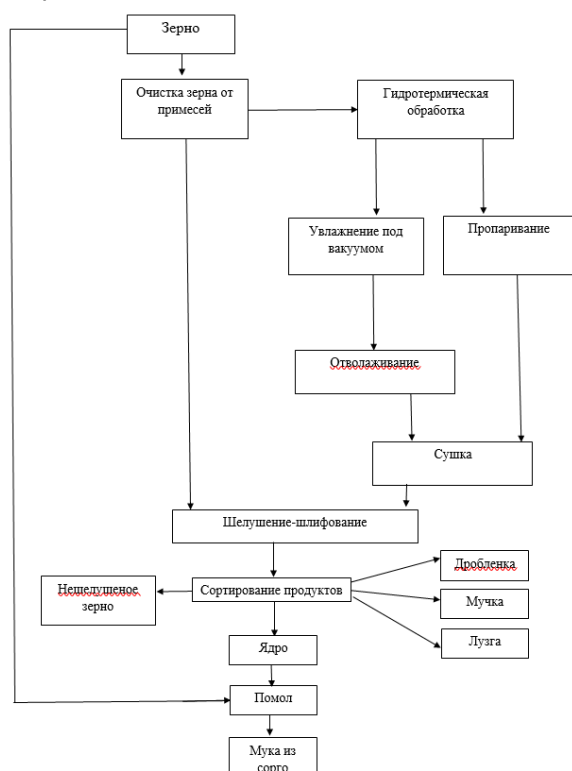 Зерно
Очистка зерна от
примесей
Гидротермическая
обработка
Увлажнение под
вакуумом
Пропаривание
Отволаживание
Сушка
Шелушение-шлифование
Дробленка
Нешелушеное
зерно
Сортирование продуктов
Мучка
Лузга
Ядро
Помол
Мука из
сорго